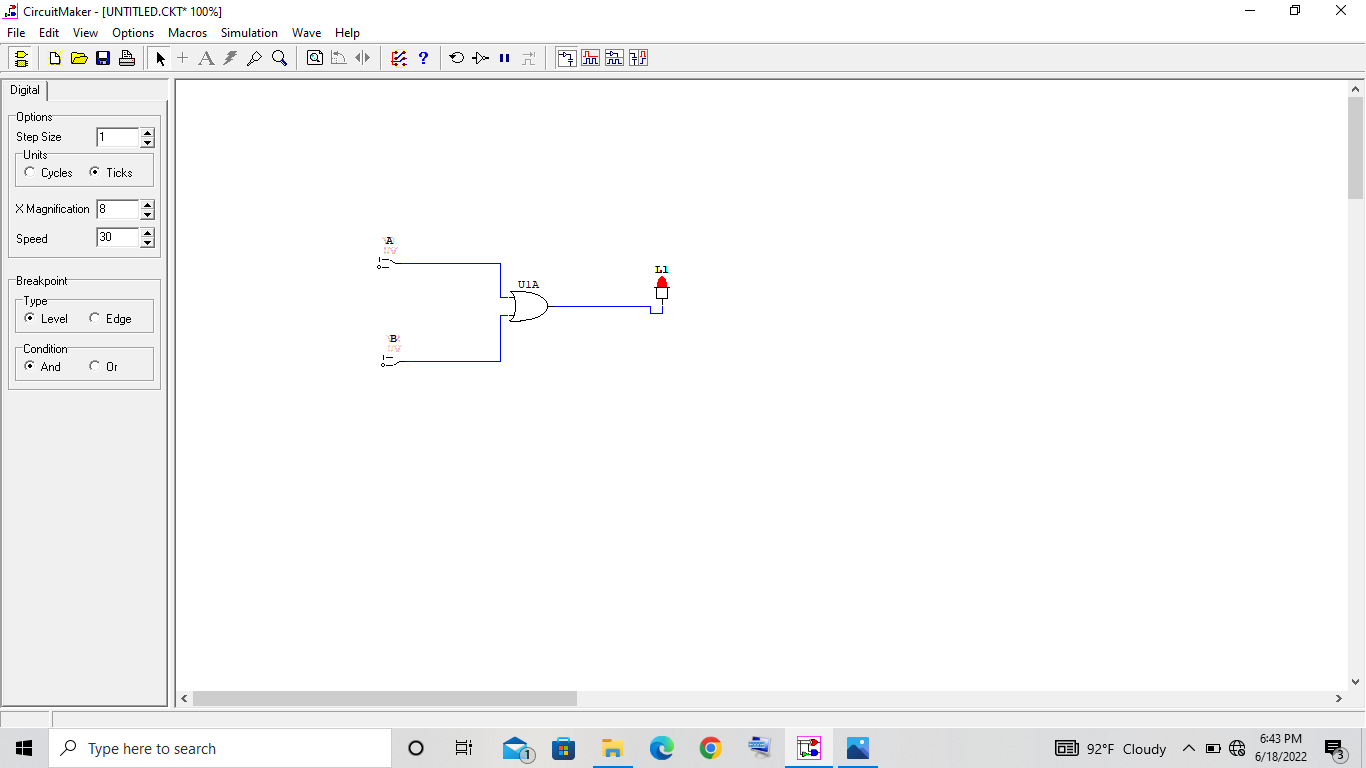 CircuitMaker - [UNTITLED.CKT* 100%]
File Edit View Options Macros Simulation Wave Help
Digital
Options
Step Size 1
Units
Cycles Ticks
X Magnification 8
Speed 30
Breakpoint
Type
Level Edge
Condition
And Or
A
U1A
L1
B
Type here to search
1
92°F Cloudy
6:43 PM
6/18/2022
3